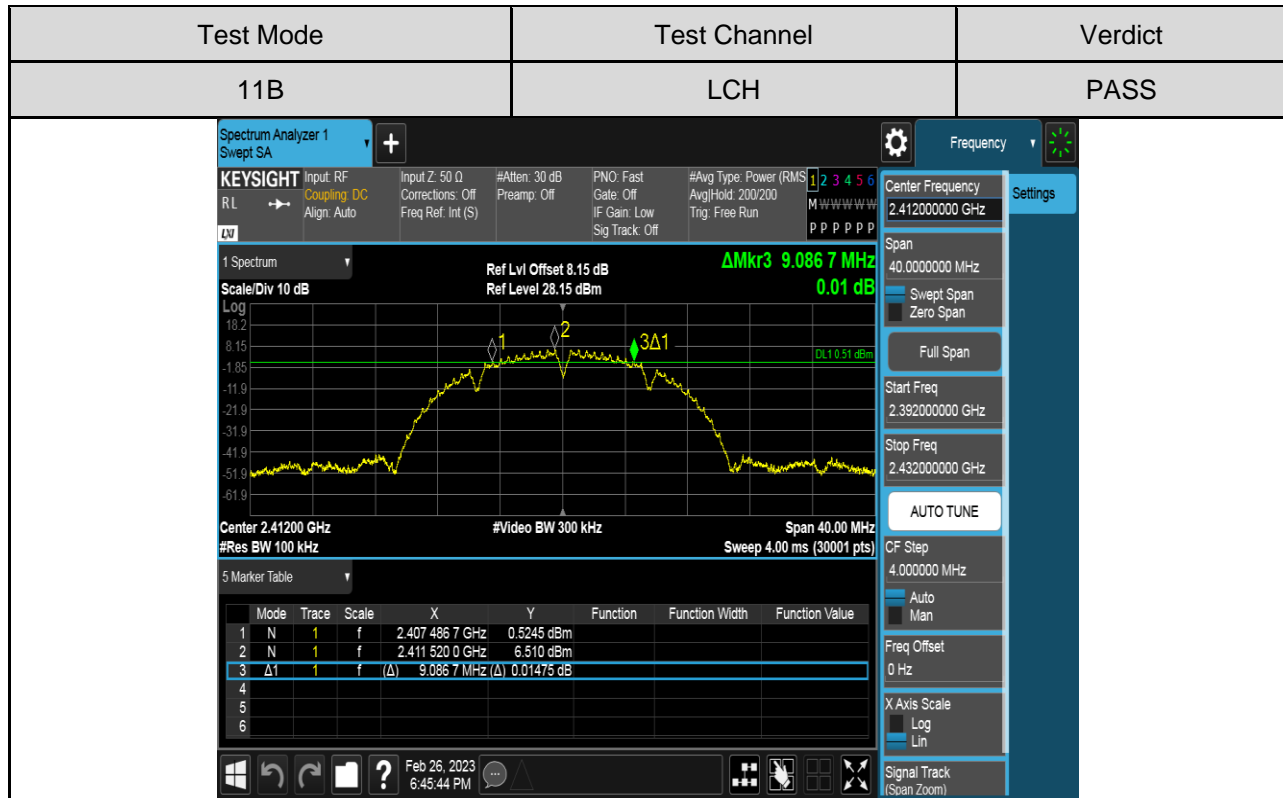 Test Mode Test Channel Verdict
11B LCH PASS
Spectrum Analyzer 1
Swept SA
Frequency
KEYSIGHT Input: RF Input Z: 50 Ω #Atten: 30 dB PNO: Fast #Avg Type: Power (RMS 1 2 3 4 5 6
RL Coupling: DC Corrections: Off Preamp: Off Gate: Off Avg|Hold: 200/200 M W W W W W
Align: Auto Freq Ref: Int (S) IF Gain: Low Trig: Free Run
LXI Sig Track: Off P P P P P P
Center Frequency
2.412000000 GHz
Settings
1 Spectrum
Ref Lvl Offset 8.15 dB
ΔMkr3 9.086 7 MHz
Scale/Div 10 dB Ref Level 28.15 dBm 0.01 dB
Log
18.2
8.15
-1.85
-11.9
-21.9
-31.9
-41.9
-51.9
-61.9
1
2
3Δ1
DL1 0.51 dBm
Center 2.41200 GHz #Video BW 300 kHz Span 40.00 MHz
#Res BW 100 kHz Sweep 4.00 ms (30001 pts)
Span
40.0000000 MHz
Swept Span
Zero Span
Full Span
Start Freq
2.392000000 GHz
Stop Freq
2.432000000 GHz
AUTO TUNE
CF Step
4.000000 MHz
Auto
Man
Freq Offset
0 Hz
X Axis Scale
Log
Lin
Signal Track
(Span Zoom)
5 Marker Table
Mode Trace Scale X Y Function Function Width Function Value
1 N 1 f 2.407 486 7 GHz 0.5245 dBm
2 N 1 f 2.411 520 0 GHz 6.510 dBm
3 Δ1 1 f (Δ) 9.086 7 MHz (Δ) 0.01475 dB
4
5
6
?
Feb 26, 2023
6:45:44 PM